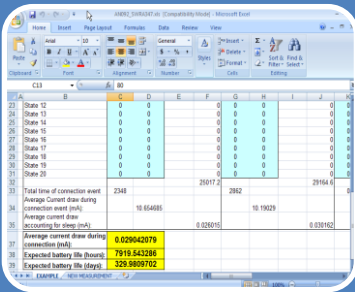 [Compatibility Mode] - Microsoft Excel
Home Insert Page Layout Formulas Data Review View
Arial 10 General
Paste Styles Insert Delete Format Sort & Filter Find & Select
Clipboard Font Alignment Number Cells Editing
C11 80
A B C D E F G H I J K
23 State 12 0 0 0 0 0 0
24 State 13 0 0 0 0 0 0
25 State 14 0 0 0 0 0 0
26 State 15 0 0 0 0 0 0
27 State 16 0 0 0 0 0 0
28 State 17 0 0 0 0 0 0
29 State 18 0 0 0 0 0 0
30 State 19 0 0 0 0 0 0
31 State 20 0 0 0 0 0 0
32 25017.2 29164.6
33 Total time of connection event 2348 2862
Average Current draw during
34 connection event (mA): 10.654685 10.19029
Average current draw
35 accounting for sleep (mA): 0.026015 0.030162
Average current draw during
37 connection (mA): 0.029042079
38 Expected battery life (hours): 7919.543286
39 Expected battery life (days): 329.9809702
EXAMPLE NEW MEASUREMENT
100%